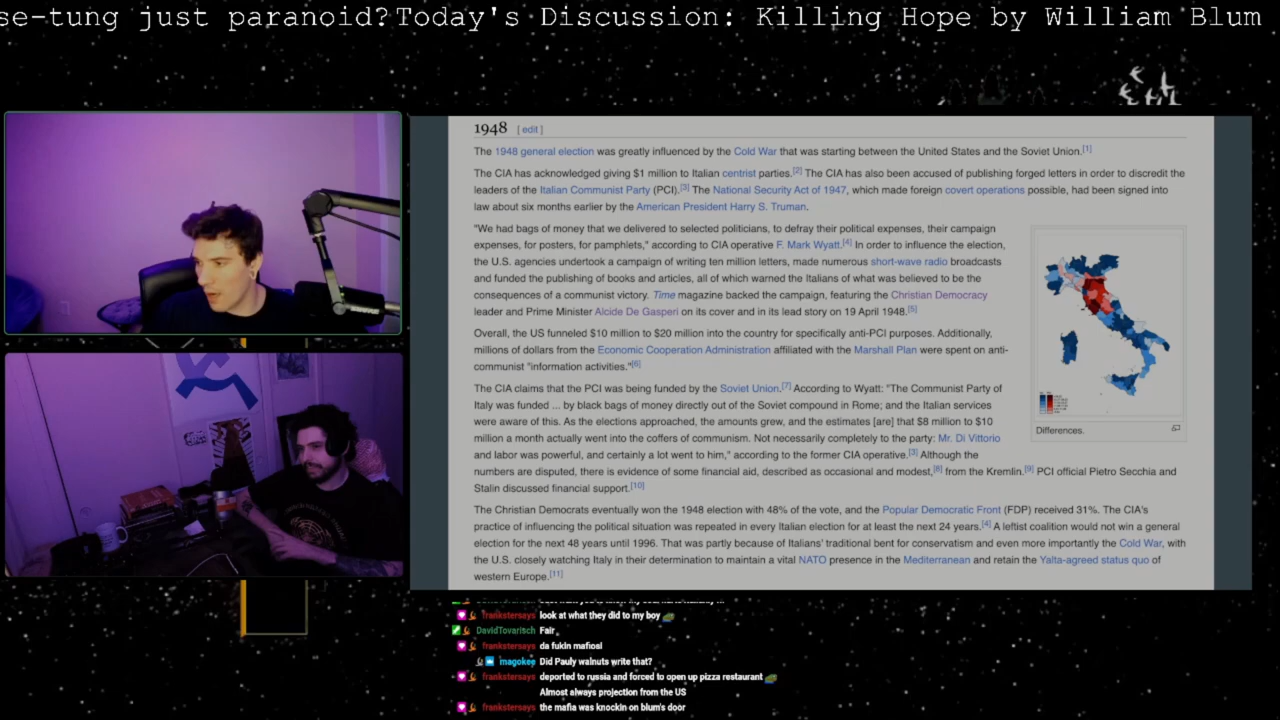 se-tung just paranoid?Today's Discussion: Killing Hope by William Blum
1948 [ edit ]
The 1948 general election was greatly influenced by the Cold War that was starting between the United States and the Soviet Union.[1]
The CIA has acknowledged giving $1 million to Italian centrist parties.[2] The CIA has also been accused of publishing forged letters in order to discredit the
leaders of the Italian Communist Party (PCI).[3] The National Security Act of 1947, which made foreign covert operations possible, had been signed into
law about six months earlier by the American President Harry S. Truman.
"We had bags of money that we delivered to selected politicians, to defray their political expenses, their campaign
expenses, for posters, for pamphlets," according to CIA operative F. Mark Wyatt.[4] In order to influence the election,
the U.S. agencies undertook a campaign of writing ten million letters, made numerous short-wave radio broadcasts
and funded the publishing of books and articles, all of which warned the Italians of what was believed to be the
consequences of a communist victory. Time magazine backed the campaign, featuring the Christian Democracy
leader and Prime Minister Alcide De Gasperi on its cover and in its lead story on 19 April 1948.[5]
Overall, the US funneled $10 million to $20 million into the country for specifically anti-PCI purposes. Additionally,
millions of dollars from the Economic Cooperation Administration affiliated with the Marshall Plan were spent on anti-
communist "information activities."[6]
The CIA claims that the PCI was being funded by the Soviet Union.[7] According to Wyatt: "The Communist Party of
Italy was funded ... by black bags of money directly out of the Soviet compound in Rome; and the Italian services
were aware of this. As the elections approached, the amounts grew, and the estimates [are] that $8 million to $10
million a month actually went into the coffers of communism. Not necessarily completely to the party: Mr. Di Vittorio
and labor was powerful, and certainly a lot went to him," according to the former CIA operative.[3] Although the
numbers are disputed, there is evidence of some financial aid, described as occasional and modest,[8] from the Kremlin.[9] PCI official Pietro Secchia and
Stalin discussed financial support.[10]
Differences.
The Christian Democrats eventually won the 1948 election with 48% of the vote, and the Popular Democratic Front (FDP) received 31%. The CIA's
practice of influencing the political situation was repeated in every Italian election for at least the next 24 years.[4] A leftist coalition would not win a general
election for the next 48 years until 1996. That was partly because of Italians' traditional bent for conservatism and even more importantly the Cold War, with
the U.S. closely watching Italy in their determination to maintain a vital NATO presence in the Mediterranean and retain the Yalta-agreed status quo of
western Europe.[11]
frankstersays look at what they did to my boy
DavidTovarisch Fair
frankstersays da fukin mafiosi
magokep Did Pauly walnuts write that?
frankstersays deported to russia and forced to open up pizza restaurant
Almost always projection from the US
frankstersays the mafia was knockin on blum's door